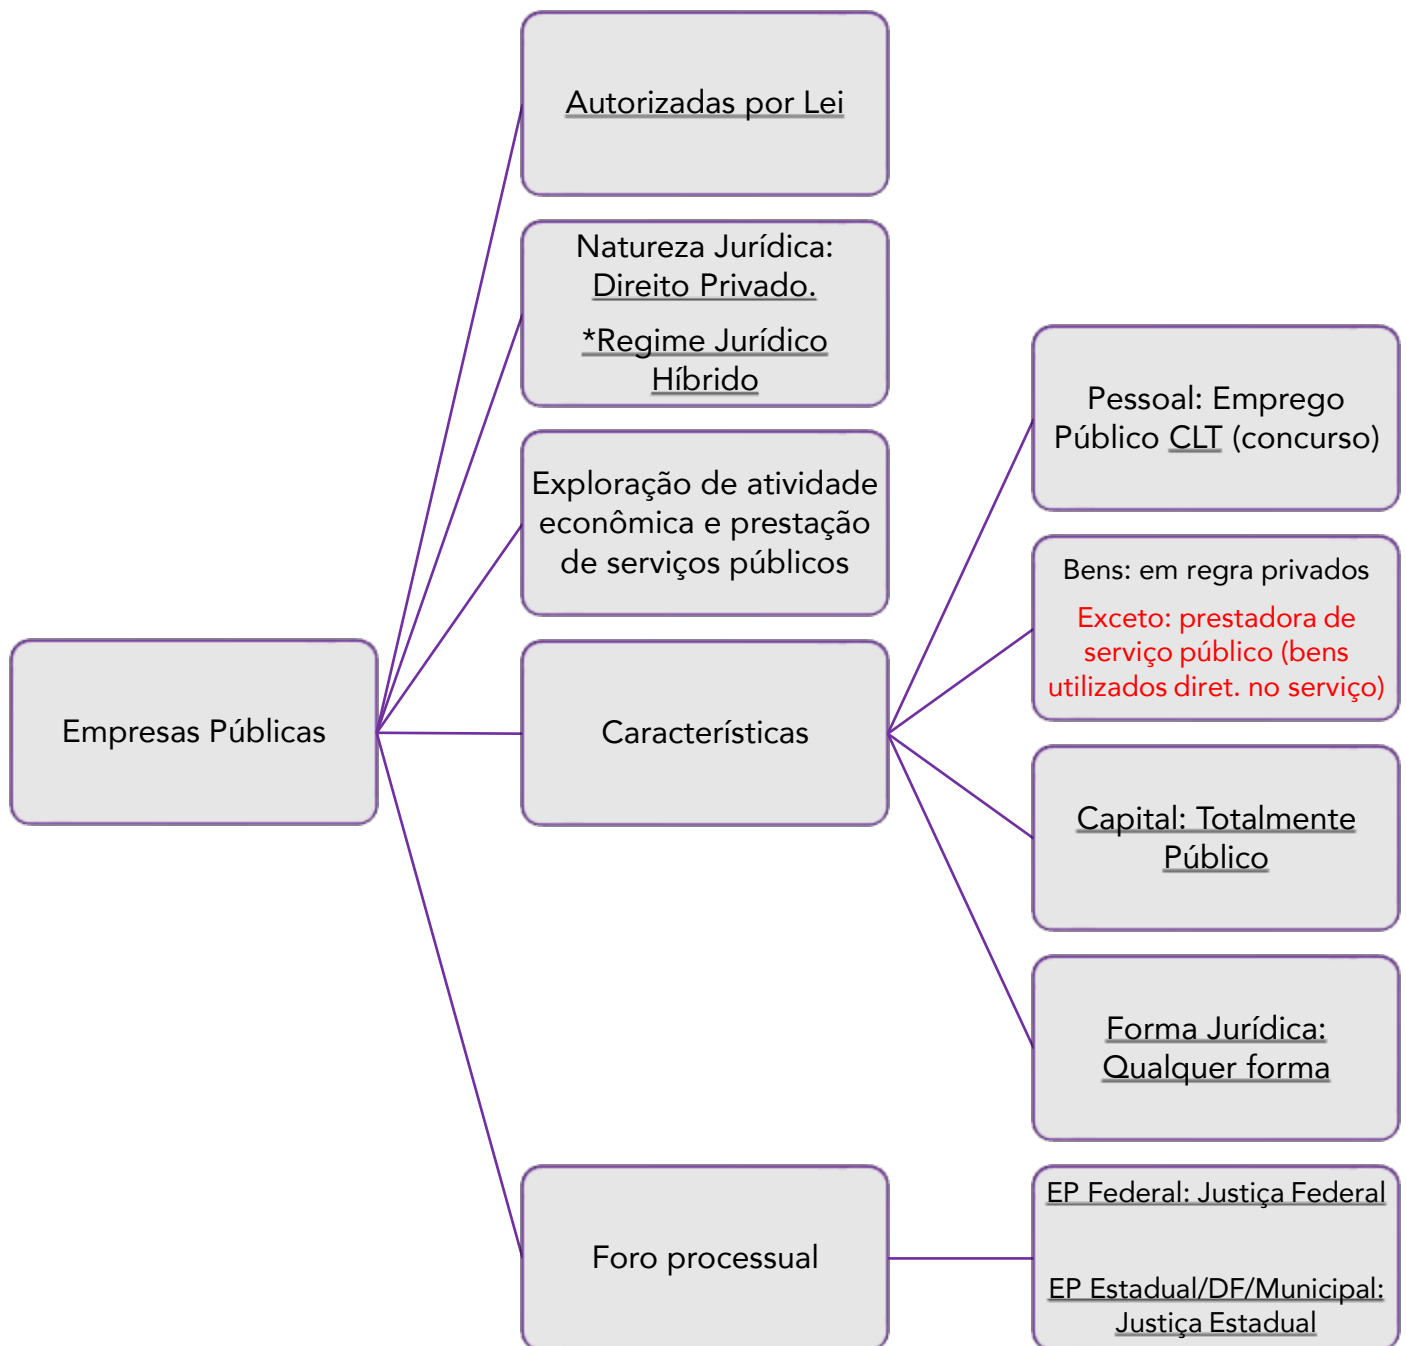 Autorizadas por Lei
Natureza Jurídica:
Direito Privado.
*Regime Jurídico
Híbrido
Exploração de atividade
econômica e prestação
de serviços públicos
Empresas Públicas
Características
Pessoal: Emprego
Público CLT (concurso)
Bens: em regra privados
Exceto: prestadora de
serviço público (bens
utilizados diret. no serviço)
Capital: Totalmente
Público
Forma Jurídica:
Qualquer forma
Foro processual
EP Federal: Justiça Federal
EP Estadual/DF/Municipal:
Justiça Estadual